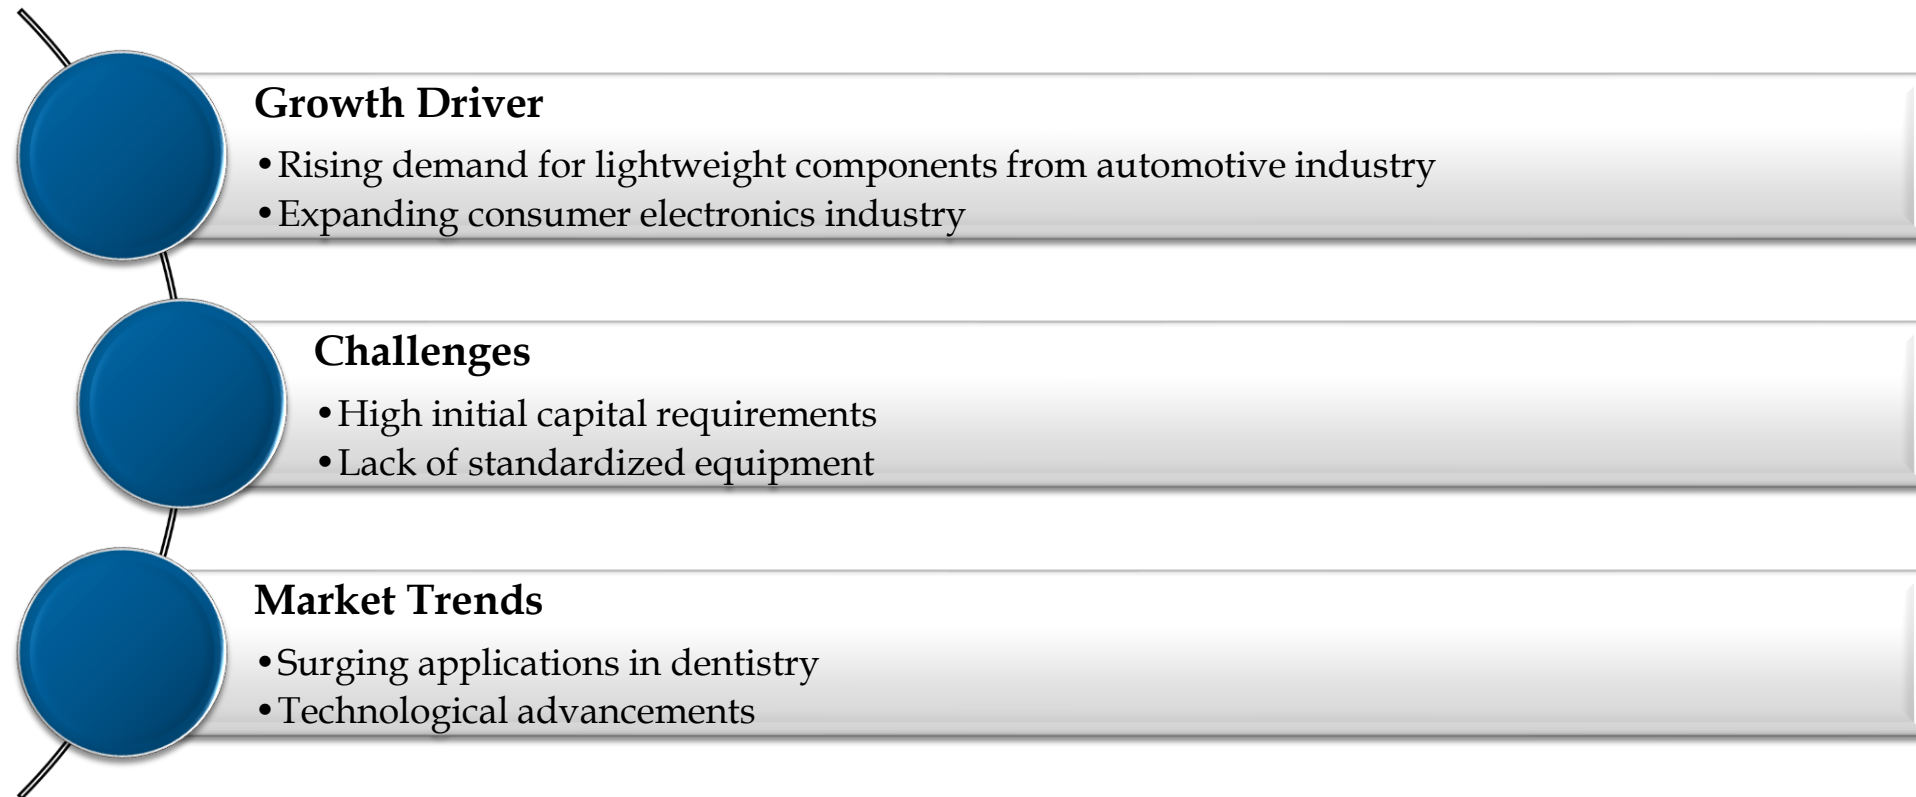 Growth Driver
•Rising demand for lightweight components from automotive industry
•Expanding consumer electronics industry
Challenges
•High initial capital requirements
•Lack of standardized equipment
Market Trends
•Surging applications in dentistry
•Technological advancements